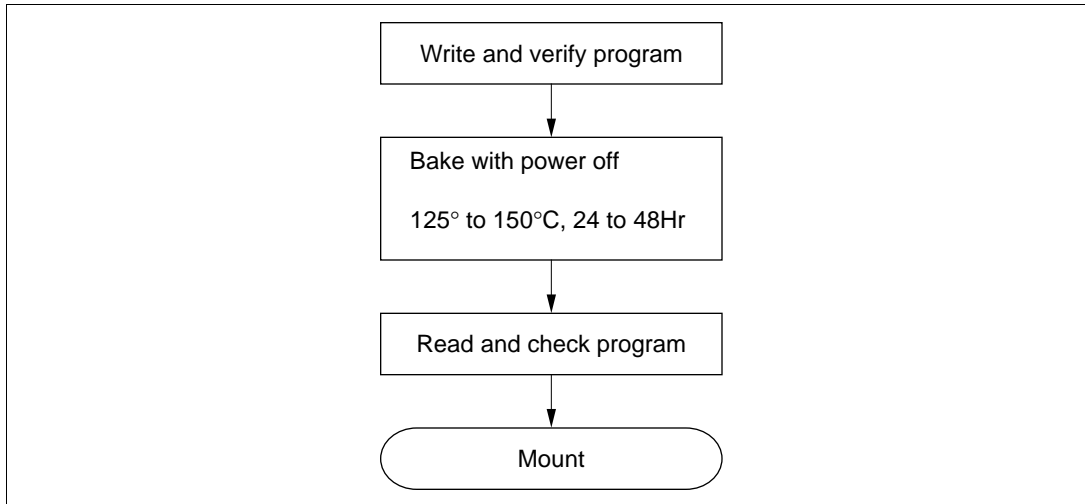 Write and verify program
Bake with power off
125° to 150°C, 24 to 48Hr
Read and check program
Mount